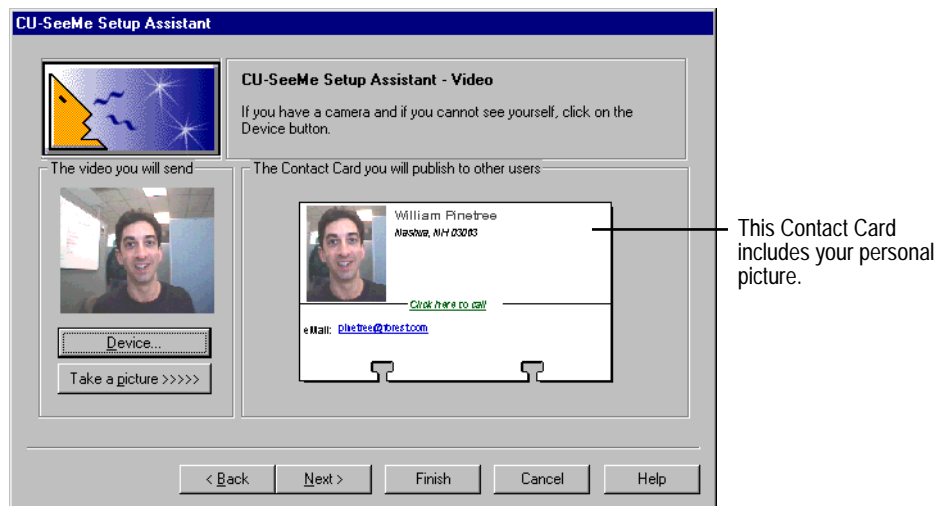 CU-SeeMe Setup Assistant
CU-SeeMe Setup Assistant - Video
If you have a camera and if you cannot see yourself, click on the
Device button.
The video you will send
The Contact Card you will publish to other users
William Pinetree
Nashua, NH 03063
Click here to call
eMail: pinetree@forest.com
Device...
Take a picture >>>>>
This Contact Card
includes your personal
picture.
< Back
Next >
Finish
Cancel
Help